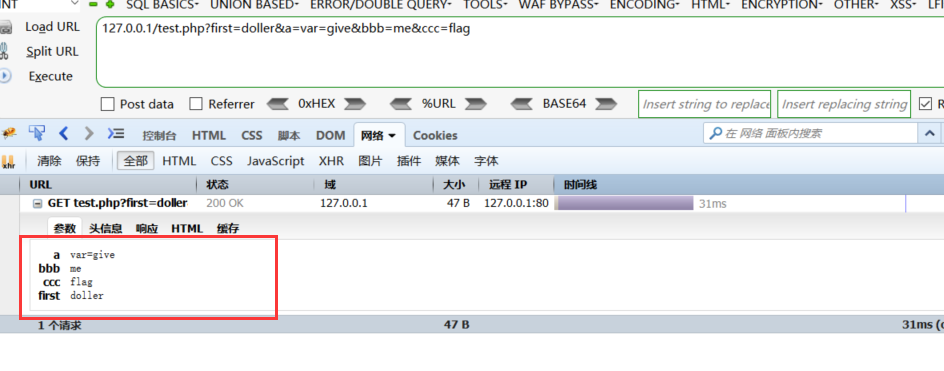 INT SQL BASICS UNION BASED ERROR/DOUBLE QUERY TOOLS WAF BYPASS ENCODING HTML ENCRYPTION OTHER XSS LFI
Load URL 127.0.0.1/test.php?first=doller&a=var=give&bbb=me&ccc=flag
Split URL
Execute
Post data Referrer 0xHEX %URL BASE64 Insert string to replace Insert replacing string R
控制台 HTML CSS 脚本 DOM 网络 Cookies 在 网络 面板内搜索
xhr 清除 保持 全部 HTML CSS JavaScript XHR 图片 插件 媒体 字体
URL 状态 域 大小 远程 IP 时间线
GET test.php?first=doller 200 OK 127.0.0.1 47 B 127.0.0.1:80 31ms
参数 头信息 响应 HTML 缓存
a var=give
bbb me
ccc flag
first doller
1 个请求 47 B 31ms (o